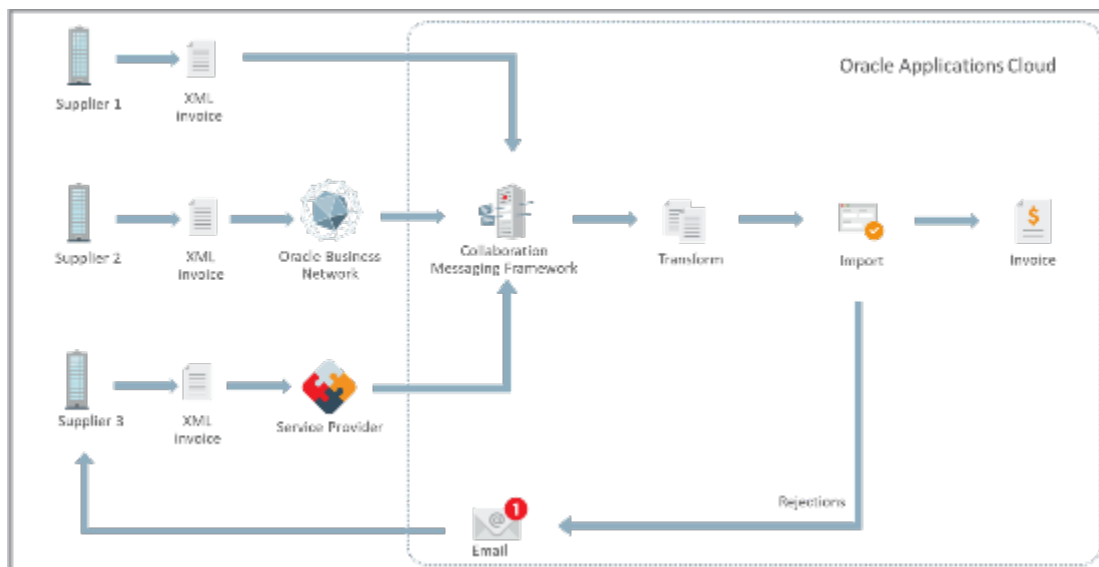 Oracle Applications Cloud
Supplier 1
XML
invoice
Supplier 2
XML
invoice
Oracle Business
Network
Collaboration
Messaging Framework
Transform
Import
$
Invoice
Supplier 3
XML
invoice
Service Provider
Rejections
@
1
Email